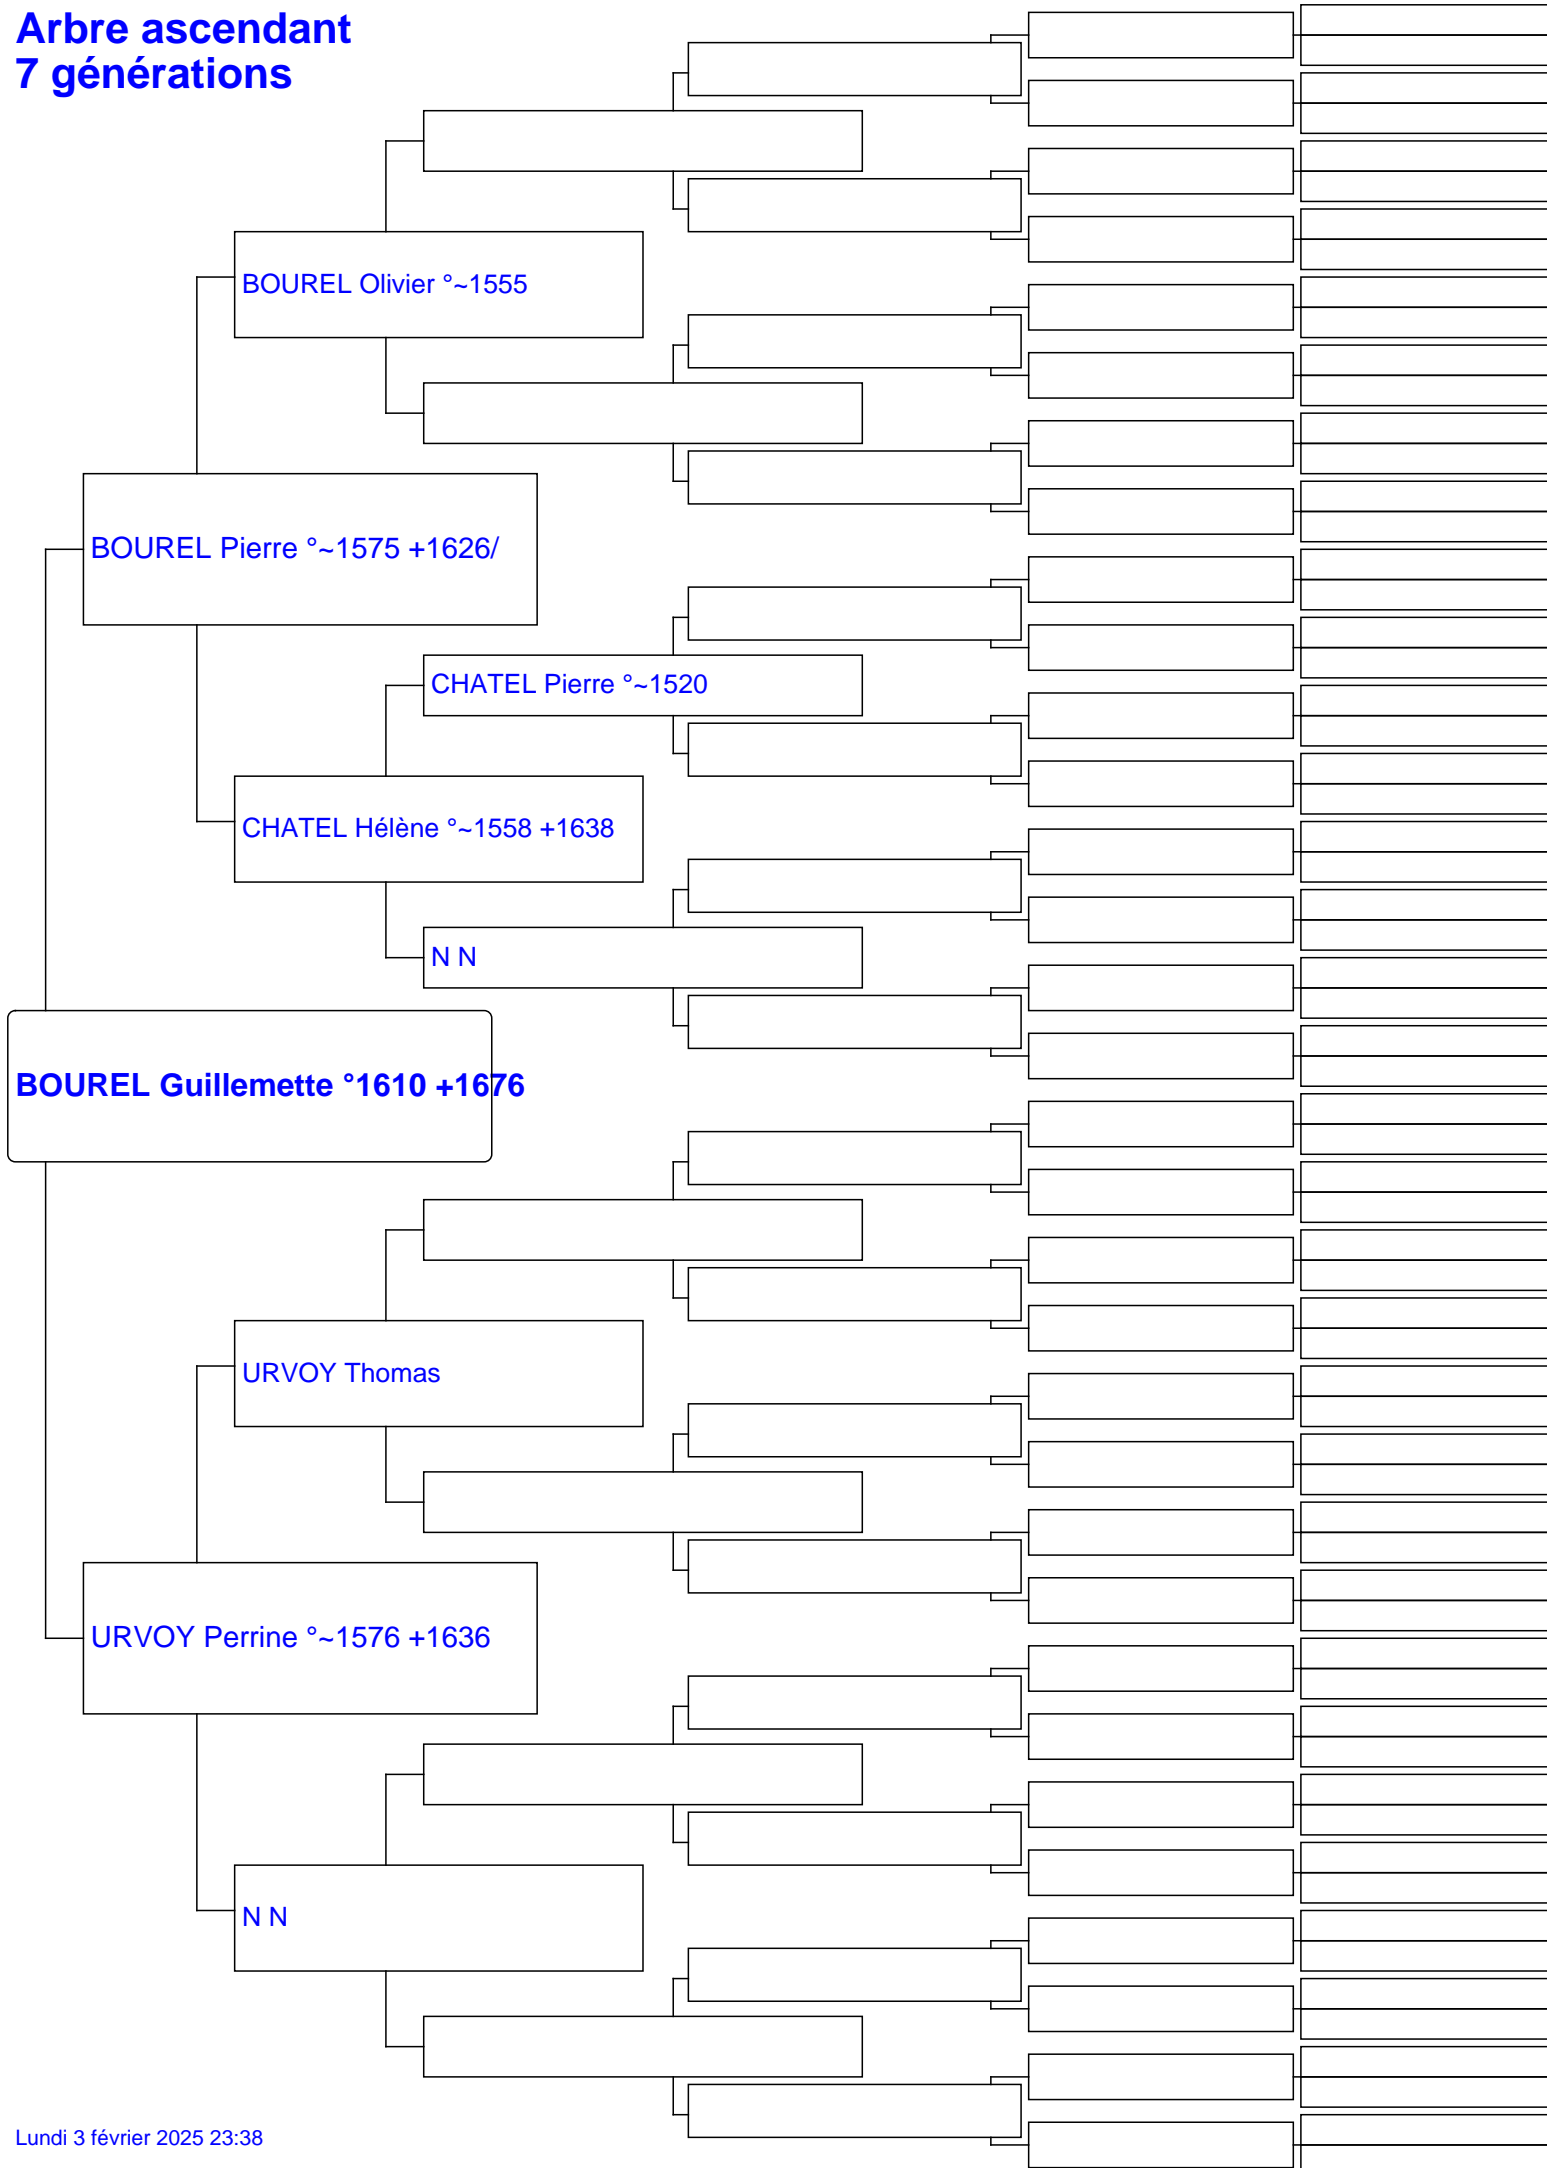 Arbre ascendant
7 générations
BOUREL Olivier °~1555
BOUREL Pierre °~1575 +1626/
CHATEL Pierre °~1520
CHATEL Hélène °~1558 +1638
N N
BOUREL Guillemette °1610 +1676
URVOY Thomas
URVOY Perrine °~1576 +1636
N N
Lundi 3 février 2025 23:38